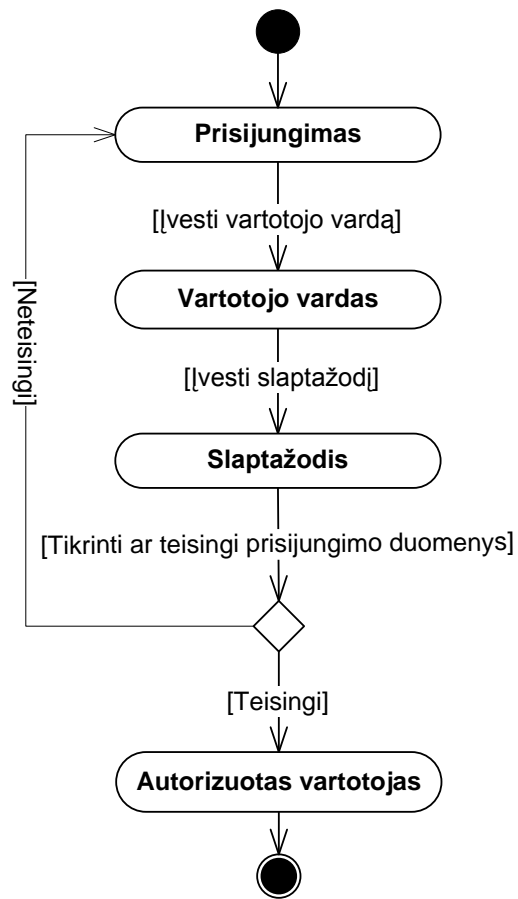 Prisijungimas
[Įvesti vartotojo vardą]
[Neteisingi]
Vartotojo vardas
[Įvesti slaptažodį]
Slaptažodis
[Tikrinti ar teisingi prisijungimo duomenys]
[Teisingi]
Autorizuotas vartotojas